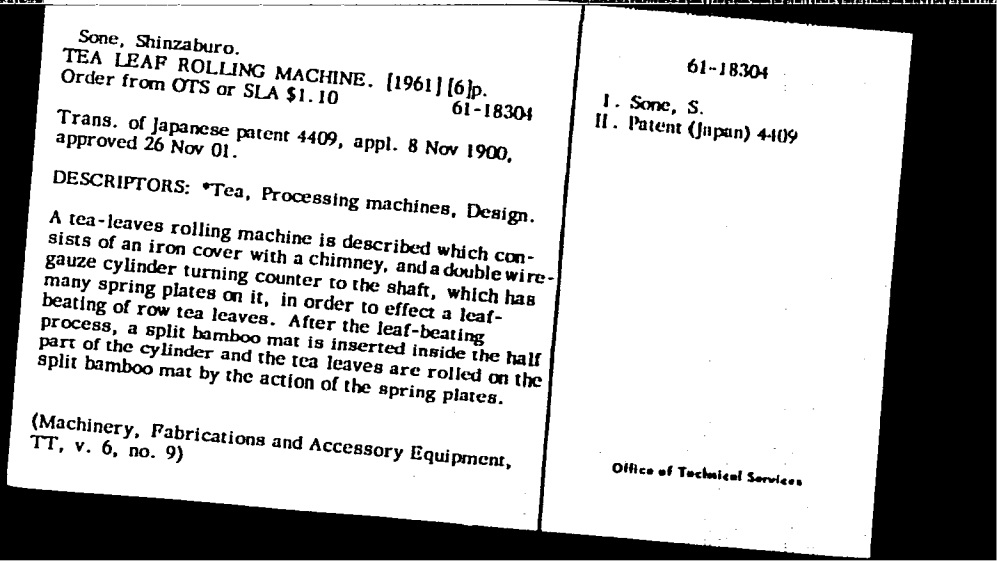 Sone, Shinzaburo.
TEA LEAF ROLLING MACHINE. [1961] [6]p.
Order from OTS or SLA $1.10 61-18304
Trans. of Japanese patent 4409, appl. 8 Nov 1900,
approved 26 Nov 01.
DESCRIPTORS: *Tea, Processing machines, Design.
A tea-leaves rolling machine is described which con-
sists of an iron cover with a chimney, and a double wire-
gauze cylinder turning counter to the shaft, which has
many spring plates on it, in order to effect a leaf-
beating of row tea leaves. After the leaf-beating
process, a split bamboo mat is inserted inside the half
part of the cylinder and the tea leaves are rolled on the
split bamboo mat by the action of the spring plates.
(Machinery, Fabrications and Accessory Equipment,
TT, v. 6, no. 9)
61-18304
I. Sone, S.
II. Patent (Japan) 4409
Office of Technical Services